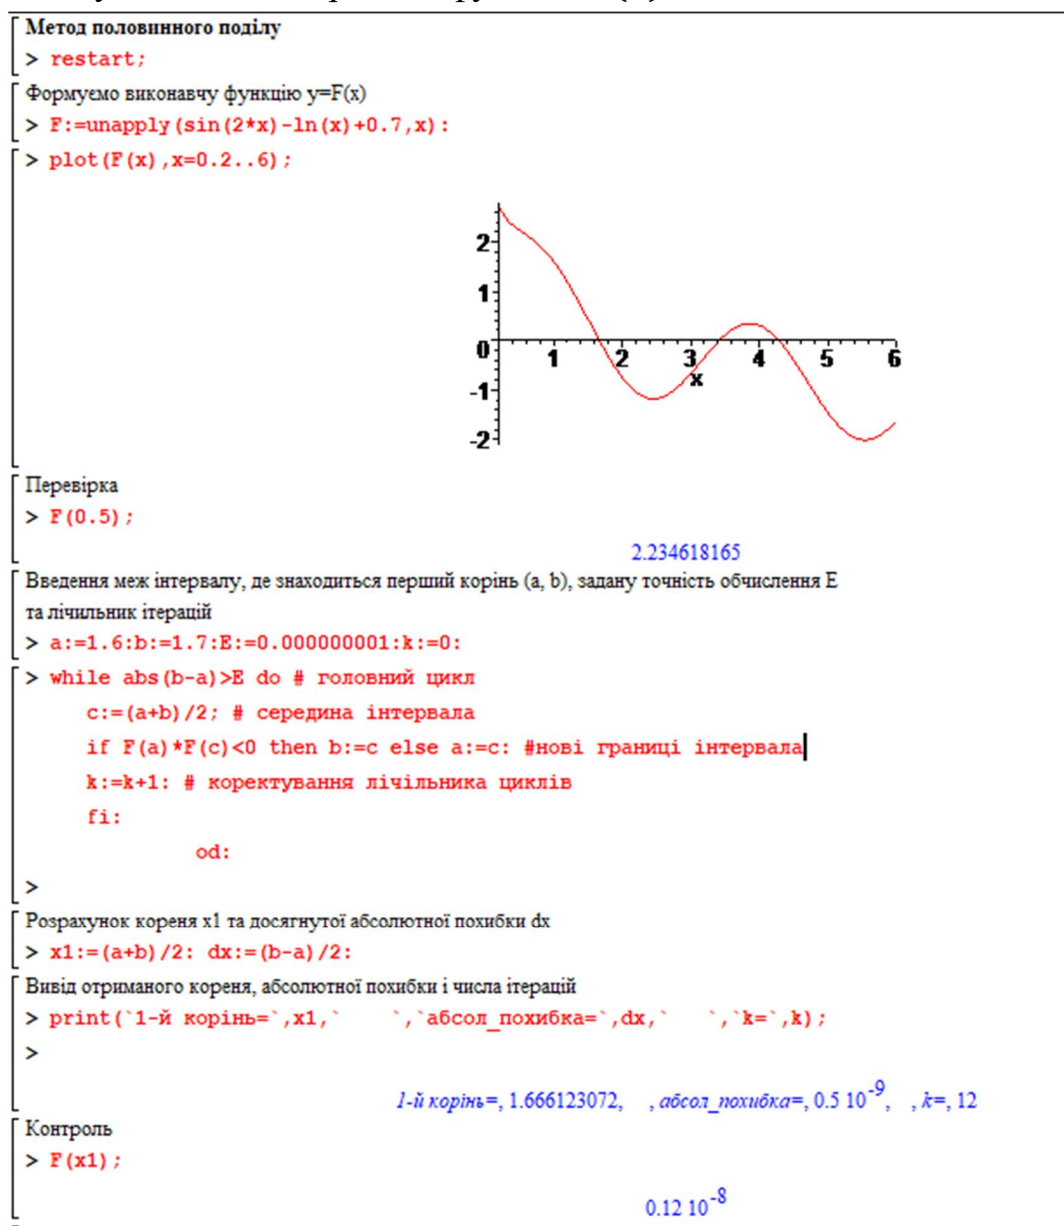 Метод половинного поділу
> restart;
Формуємо виконавчу функцію y=F(x)
> F:=unapply(sin(2*x)-ln(x)+0.7,x):
> plot(F(x),x=0.2..6);
2
1
0
1 2 3 4 5 6
x
-1
-2
Перевірка
> F(0.5);
2.234618165
Введення меж інтервалу, де знаходиться перший корінь (a, b), задану точність обчислення E
та лічильник ітерацій
> a:=1.6:b:=1.7:E:=0.000000001:k:=0:
> while abs(b-a)>E do # головний цикл
c:=(a+b)/2; # середина інтервала
if F(a)*F(c)<0 then b:=c else a:=c: #нові границі інтервала
k:=k+1: # коректування лічільника циклів
fi:
od:
>
Розрахунок кореня x1 та досягнутої абсолютної похибки dx
> x1:=(a+b)/2: dx:=(b-a)/2:
Вивід отриманого кореня, абсолютної похибки і числа ітерацій
> print(`1-й корінь=`,x1,`    `,`абсол_похибка=`,dx,`   `,`k=`,k);
>
1-й корінь=, 1.666123072,    , абсол_похибка=, 0.5 10^-9,   , k=, 12
Контроль
> F(x1);
0.12 10^-8